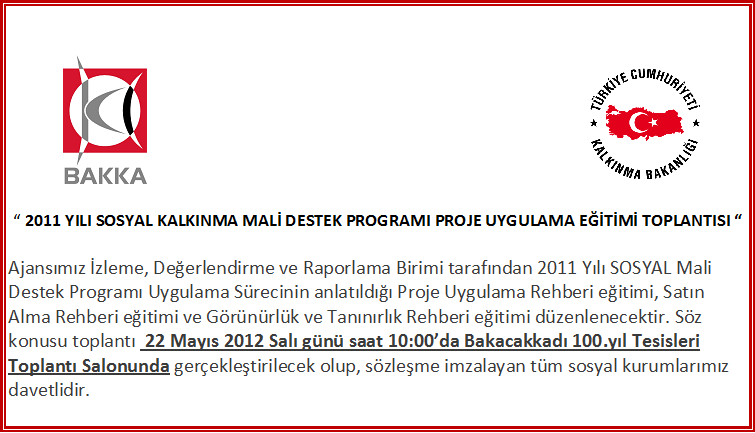 BAKKA
TÜRKİYE CUMHURİYETİ
KALKINMA BAKANLIĞI
“ 2011 YILI SOSYAL KALKINMA MALİ DESTEK PROGRAMI PROJE UYGULAMA EĞİTİMİ TOPLANTISI “
Ajansımız İzleme, Değerlendirme ve Raporlama Birimi tarafından 2011 Yılı SOSYAL Mali
Destek Programı Uygulama Sürecinin anlatıldığı Proje Uygulama Rehberi eğitimi, Satın
Alma Rehberi eğitimi ve Görünürlük ve Tanınırlık Rehberi eğitimi düzenlenecektir. Söz
konusu toplantı 22 Mayıs 2012 Salı günü saat 10:00’da Bakacakkadı 100.yıl Tesisleri
Toplantı Salonunda gerçekleştirilecek olup, sözleşme imzalayan tüm sosyal kurumlarımız
davetlidir.